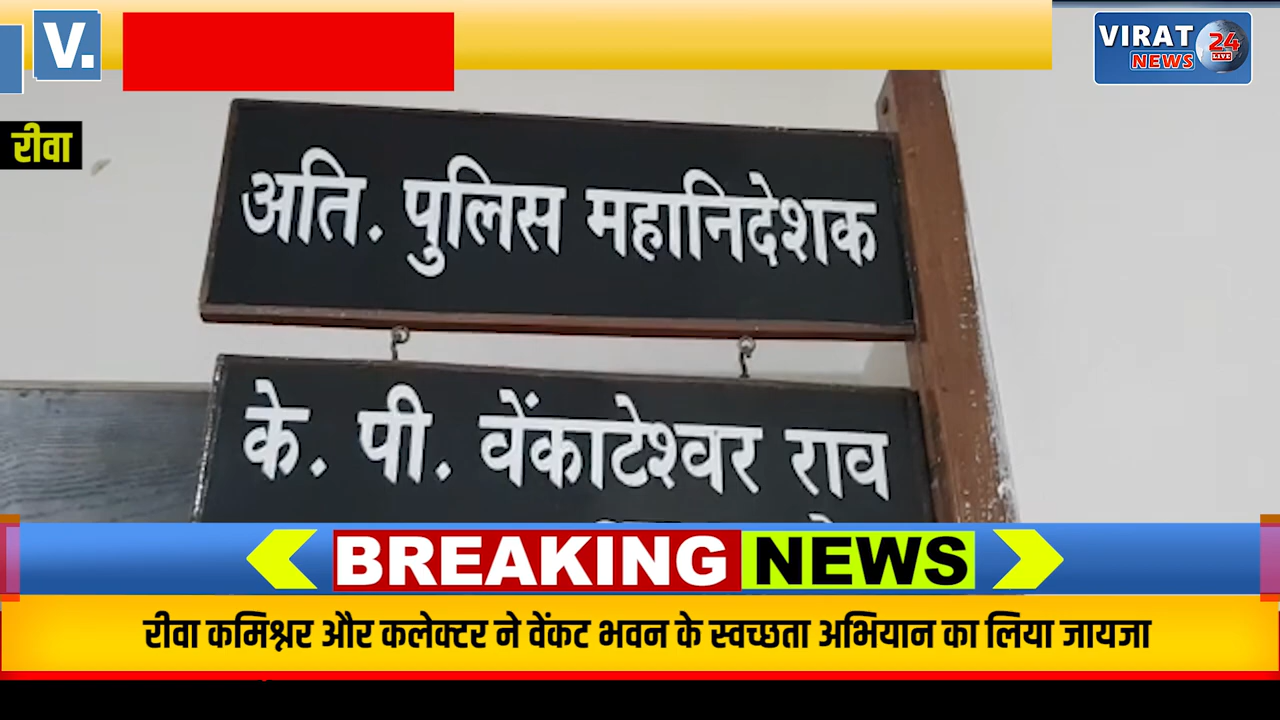 V.
VIRAT
NEWS
24
LIVE
रीवा
अति. पुलिस महानिदेशक
के. पी. वेंकाटेश्वर राव
BREAKING NEWS
रीवा कमिश्नर और कलेक्टर ने वेंकट भवन के स्वच्छता अभियान का लिया जायजा